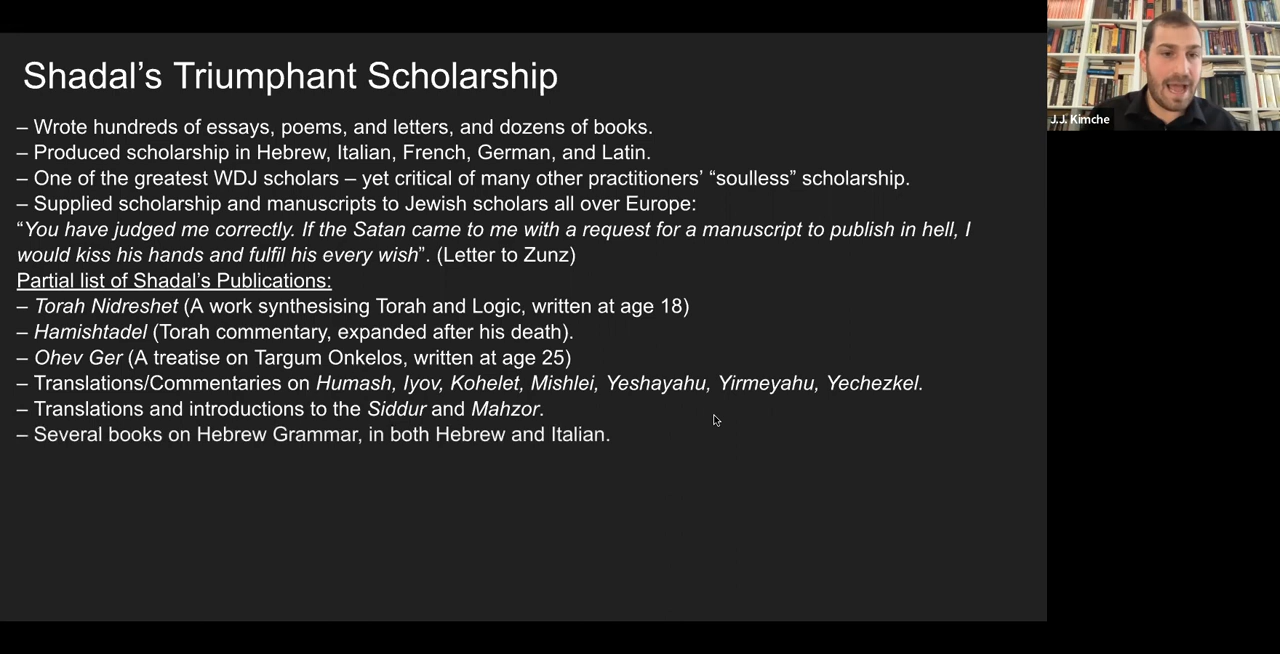 Shadal’s Triumphant Scholarship
– Wrote hundreds of essays, poems, and letters, and dozens of books.
– Produced scholarship in Hebrew, Italian, French, German, and Latin.
– One of the greatest WDJ scholars – yet critical of many other practitioners’ “soulless” scholarship.
– Supplied scholarship and manuscripts to Jewish scholars all over Europe:
“You have judged me correctly. If the Satan came to me with a request for a manuscript to publish in hell, I
would kiss his hands and fulfil his every wish”. (Letter to Zunz)
Partial list of Shadal’s Publications:
– Torah Nidreshet (A work synthesising Torah and Logic, written at age 18)
– Hamishtadel (Torah commentary, expanded after his death).
– Ohev Ger (A treatise on Targum Onkelos, written at age 25)
– Translations/Commentaries on Humash, Iyov, Kohelet, Mishlei, Yeshayahu, Yirmeyahu, Yechezkel.
– Translations and introductions to the Siddur and Mahzor.
– Several books on Hebrew Grammar, in both Hebrew and Italian.
J.J. Kimche